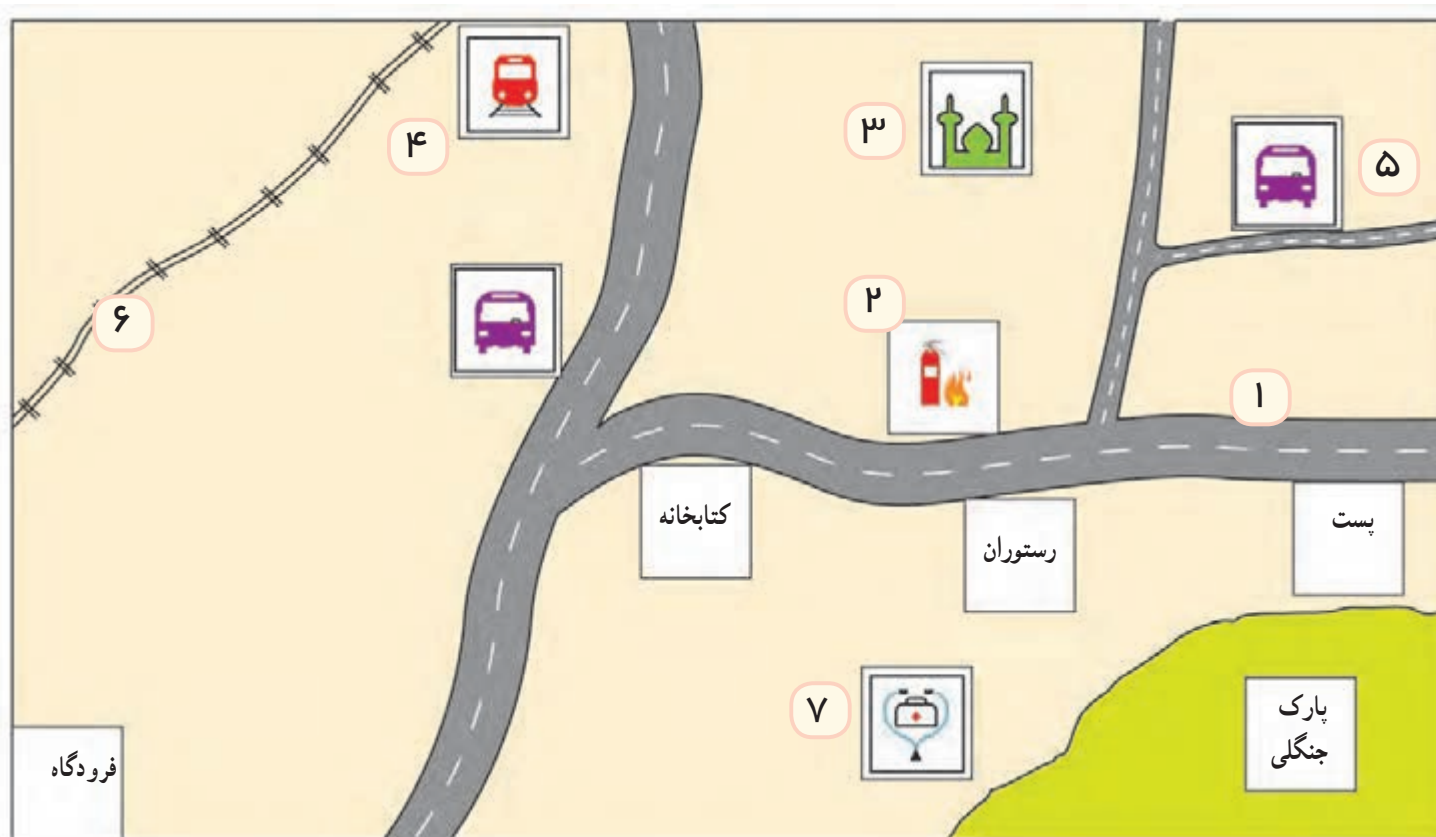 ۴
۳
۵
۶
۲
۱
کتابخانه
رستوران
پست
۷
پارک
جنگلی
فرودگاه